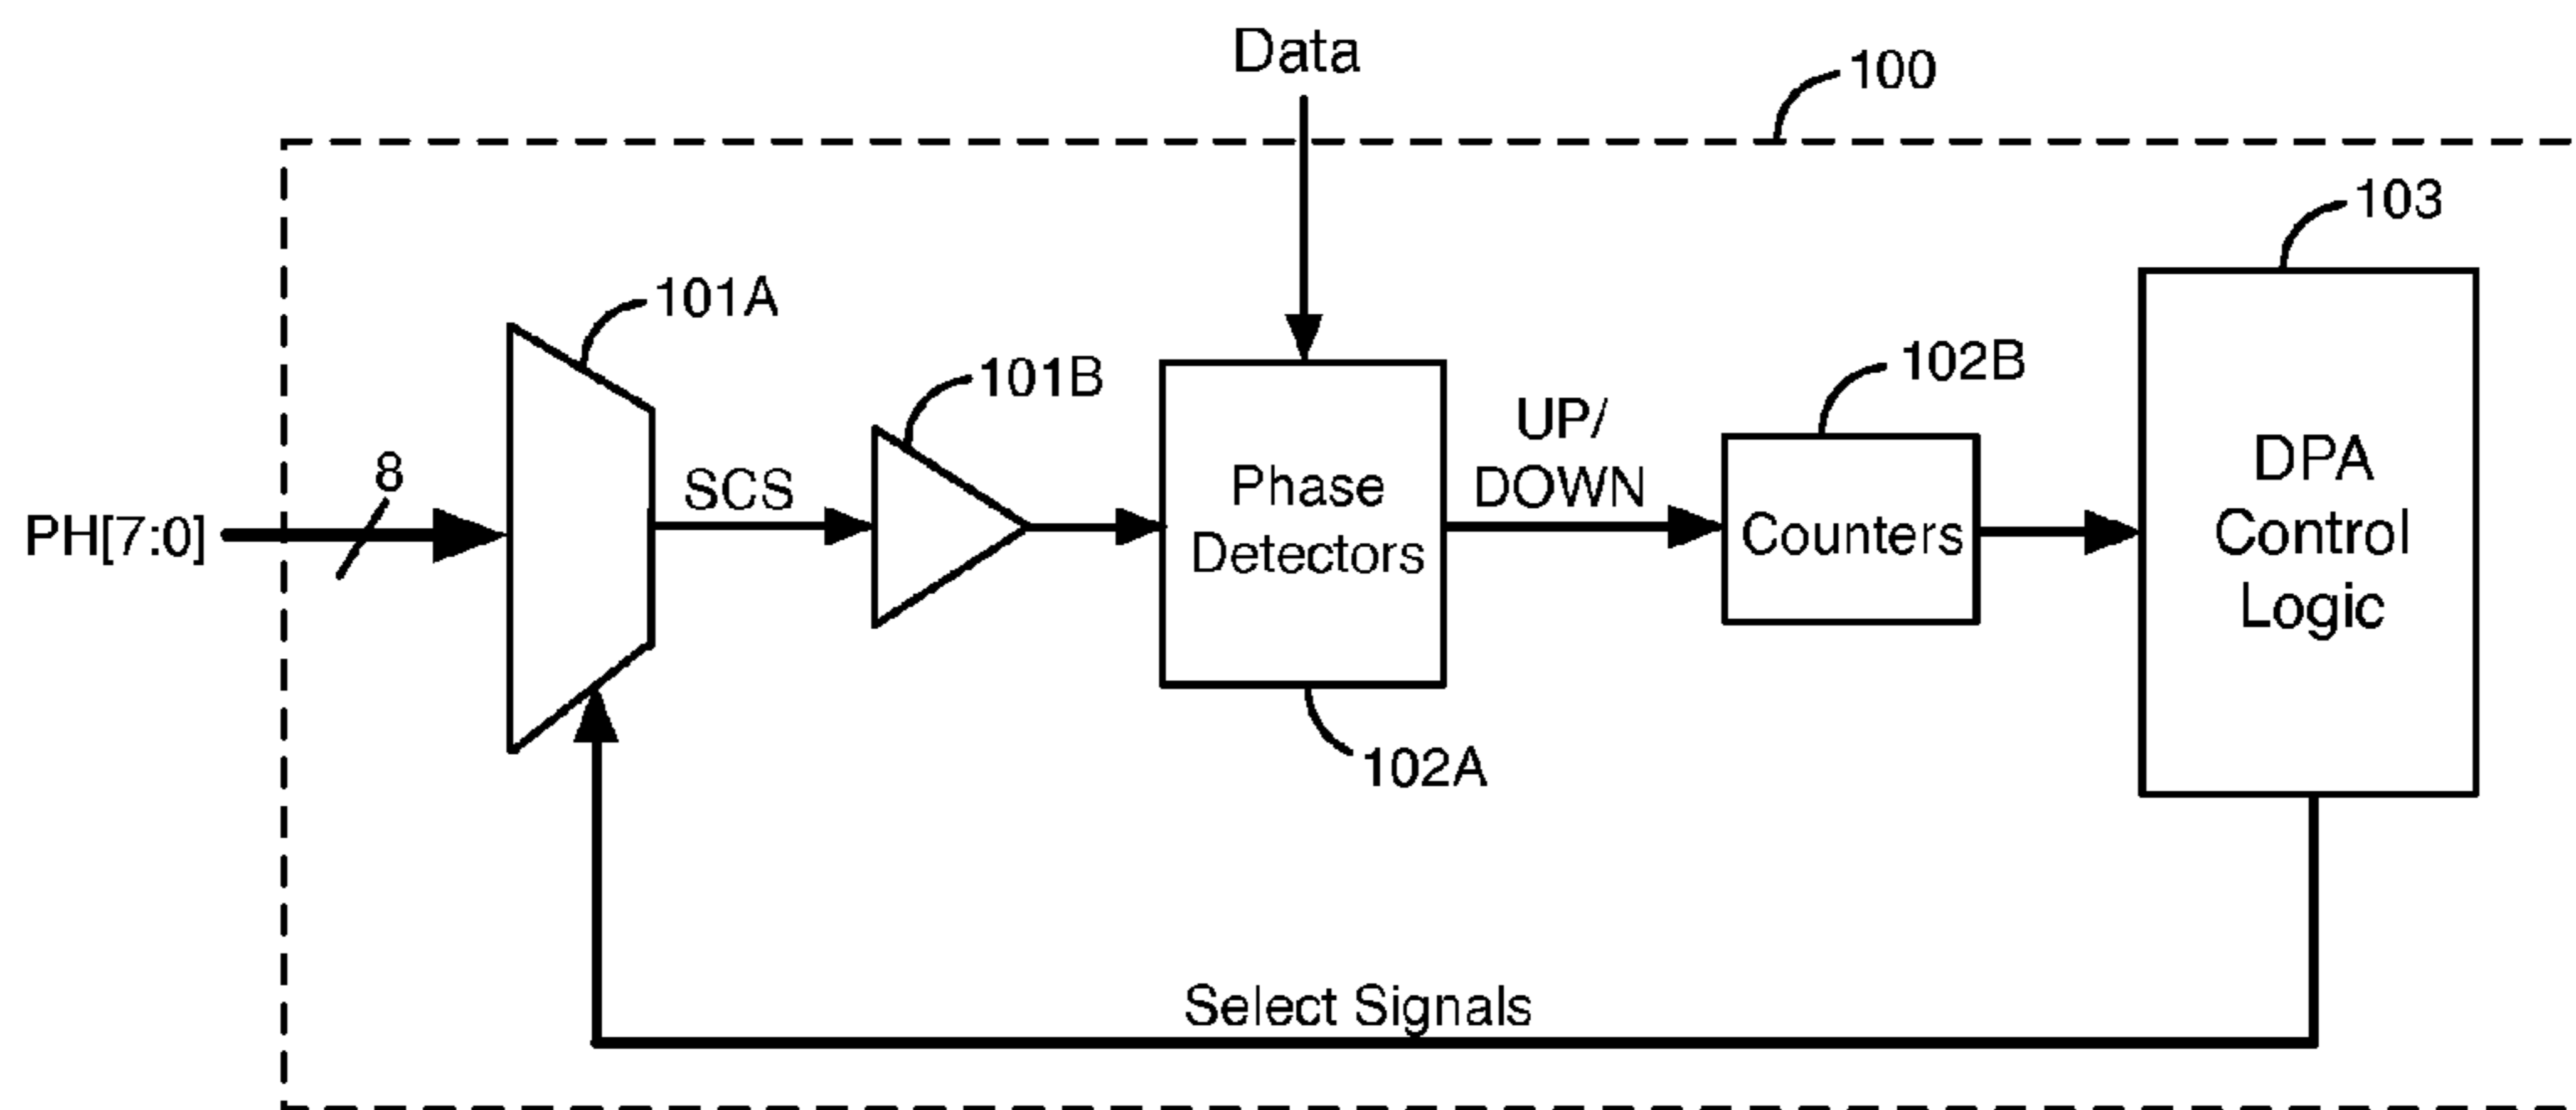 Data
100
103
101A
101B
102B
8
UP/
DOWN
SCS
PH[7:0]
Phase
Detectors
Counters
DPA
Control
Logic
102A
Select Signals